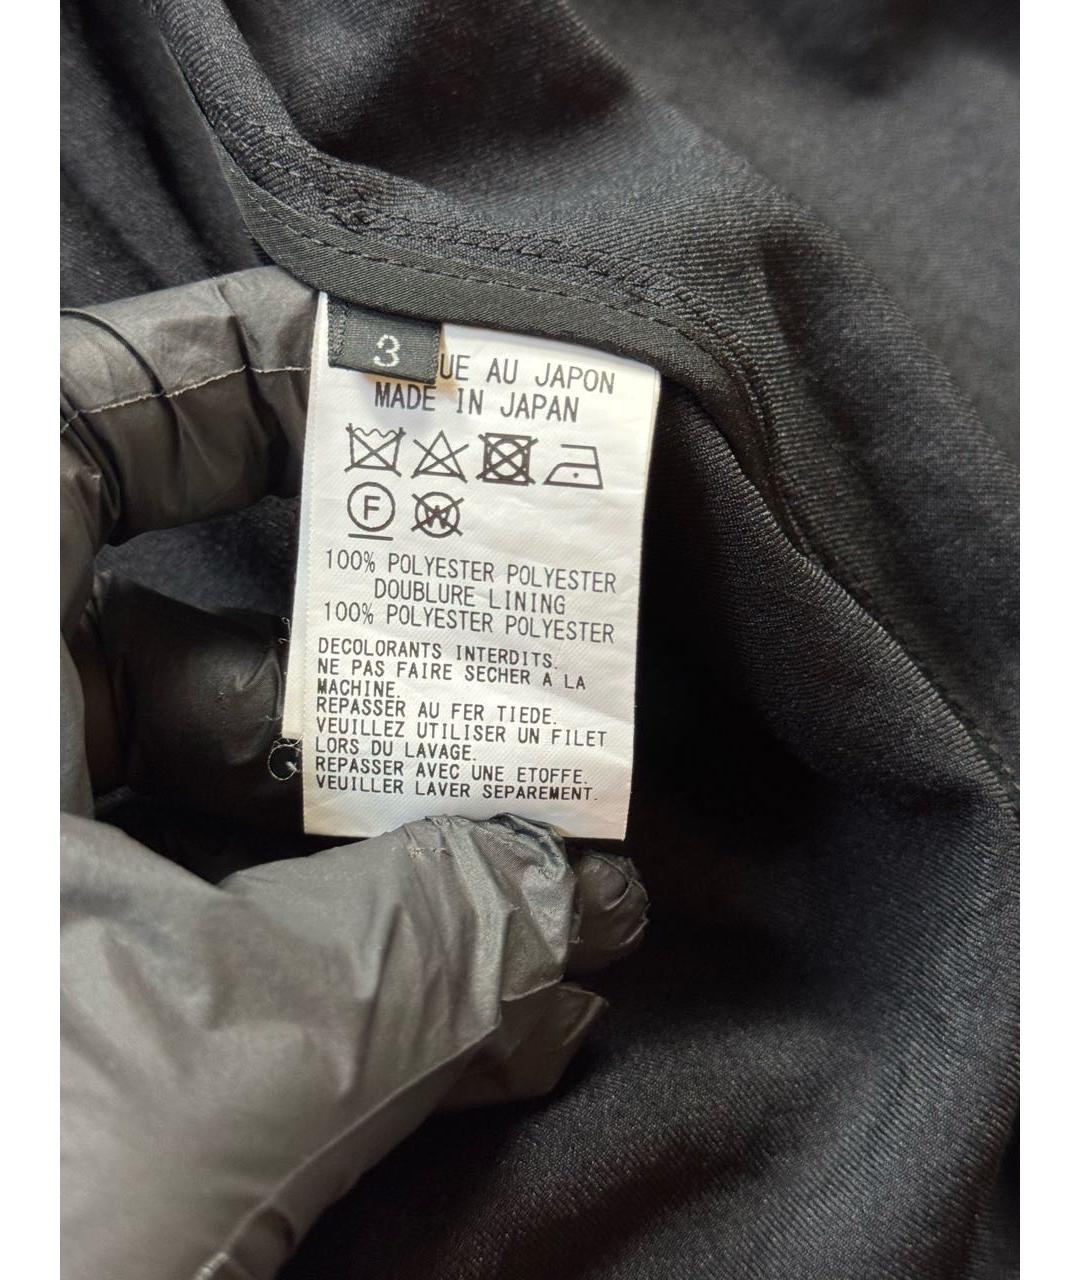 3
UE AU JAPON
MADE IN JAPAN
F
W
100% POLYESTER POLYESTER
DOUBLURE LINING
100% POLYESTER POLYESTER
DECOLORANTS INTERDITS.
NE PAS FAIRE SECHER A LA
MACHINE.
REPASSER AU FER TIEDE.
VEUILLEZ UTILISER UN FILET
LORS DU LAVAGE.
REPASSER AVEC UNE ETOFFE.
VEUILLER LAVER SEPAREMENT.